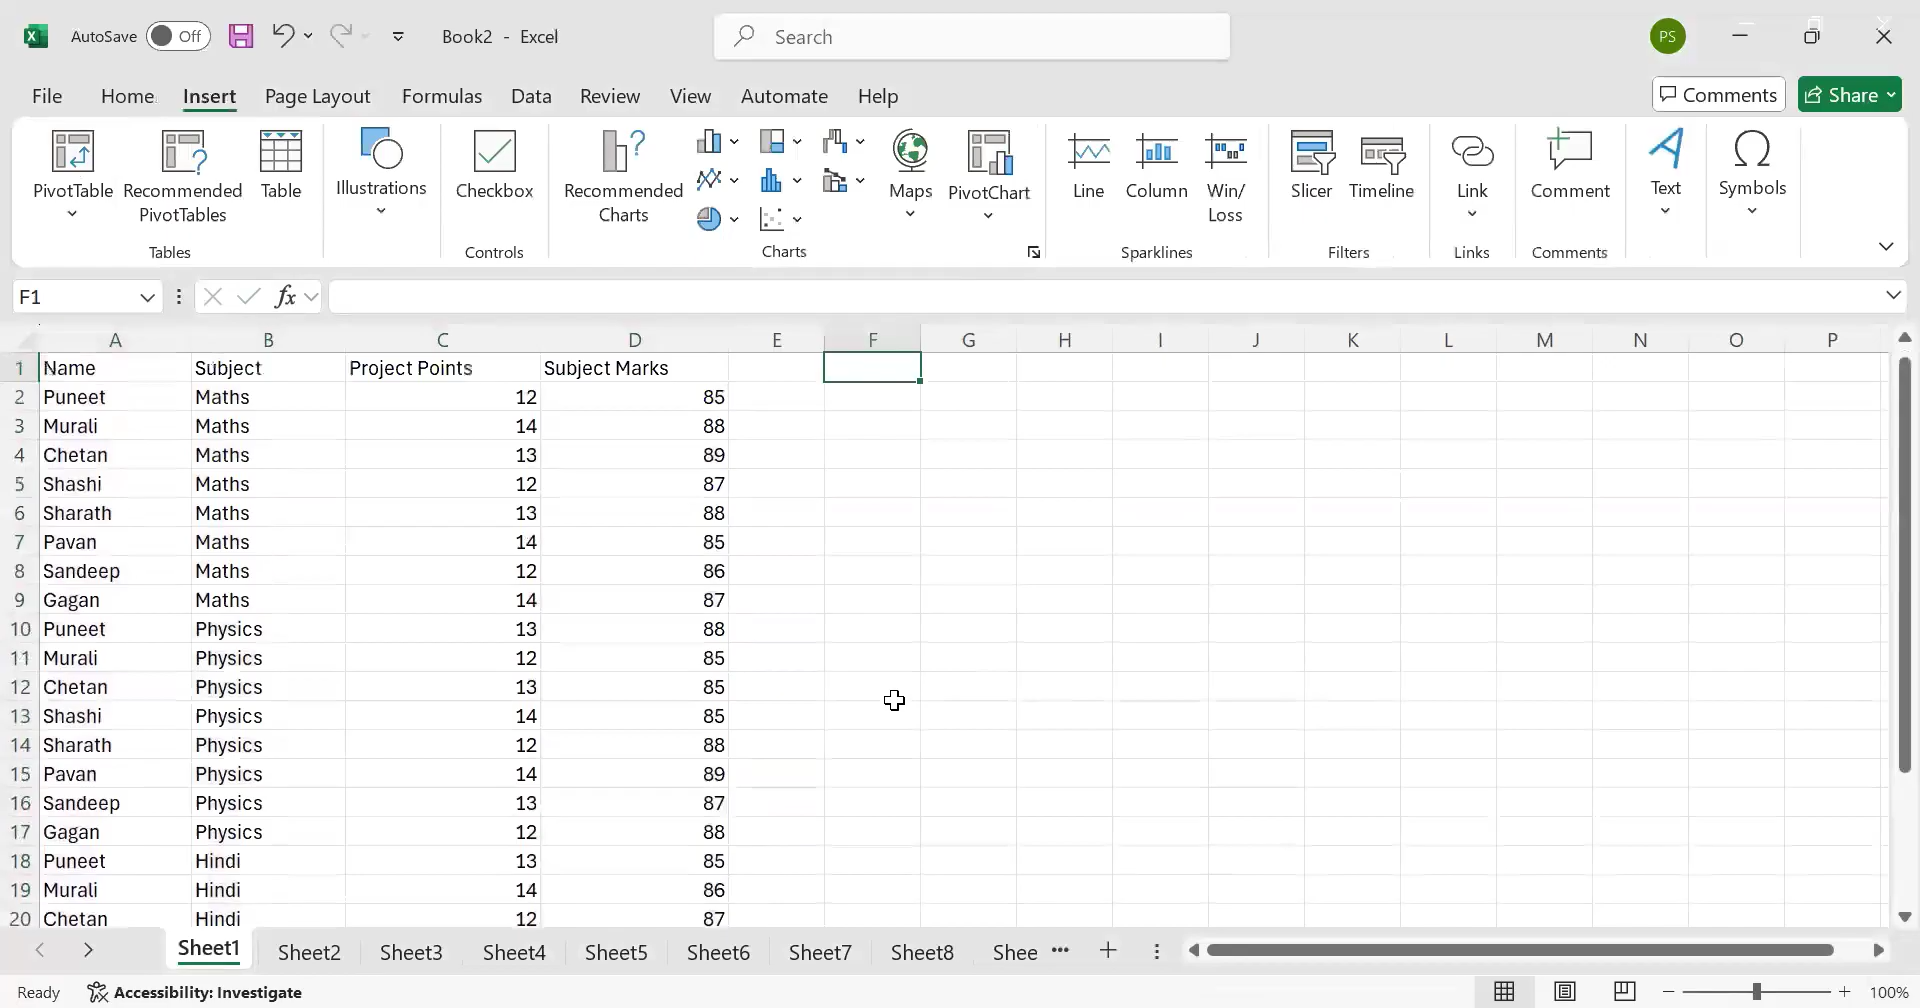 AutoSave Off Book2 - Excel Search PS
File Home Insert Page Layout Formulas Data Review View Automate Help Comments Share
PivotTable Recommended PivotTables Table
Tables
Illustrations
Checkbox
Controls
Recommended Charts Maps PivotChart
Charts
Line Column Win/ Loss
Sparklines
Slicer Timeline
Filters
Link
Links
Comment
Comments
Text
Symbols
F1 fx
A B C D E F G H I J K L M N O P
1 Name Subject Project Points Subject Marks
2 Puneet Maths 12 85
3 Murali Maths 14 88
4 Chetan Maths 13 89
5 Shashi Maths 12 87
6 Sharath Maths 13 88
7 Pavan Maths 14 85
8 Sandeep Maths 12 86
9 Gagan Maths 14 87
10 Puneet Physics 13 88
11 Murali Physics 12 85
12 Chetan Physics 13 85
13 Shashi Physics 14 85
14 Sharath Physics 12 88
15 Pavan Physics 14 89
16 Sandeep Physics 13 87
17 Gagan Physics 12 88
18 Puneet Hindi 13 85
19 Murali Hindi 14 86
20 Chetan Hindi 12 87
Sheet1 Sheet2 Sheet3 Sheet4 Sheet5 Sheet6 Sheet7 Sheet8 Shee ...
Ready Accessibility: Investigate 100%